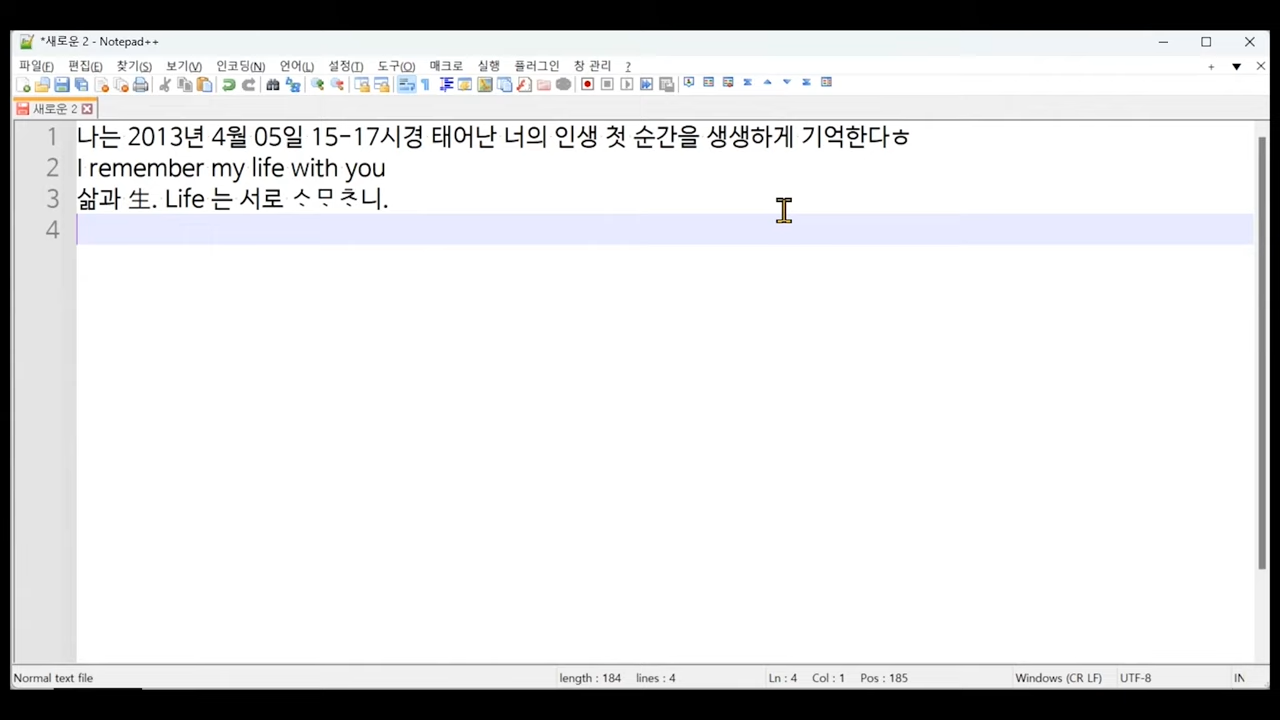 *새로운 2 - Notepad++
파일(F) 편집(E) 찾기(S) 보기(V) 인코딩(N) 언어(L) 설정(T) 도구(O) 매크로 실행 플러그인 창 관리 ?
새로운 2
1 나는 2013년 4월 05일 15-17시경 태어난 너의 인생 첫 순간을 생생하게 기억한다ㅎ
2 I remember my life with you
3 삶과 生. Life 는 서로 ᄉᆞᄆᆞᄎᆞ니.
4
Normal text file length : 184 lines : 4 Ln : 4 Col : 1 Pos : 185 Windows (CR LF) UTF-8 IN